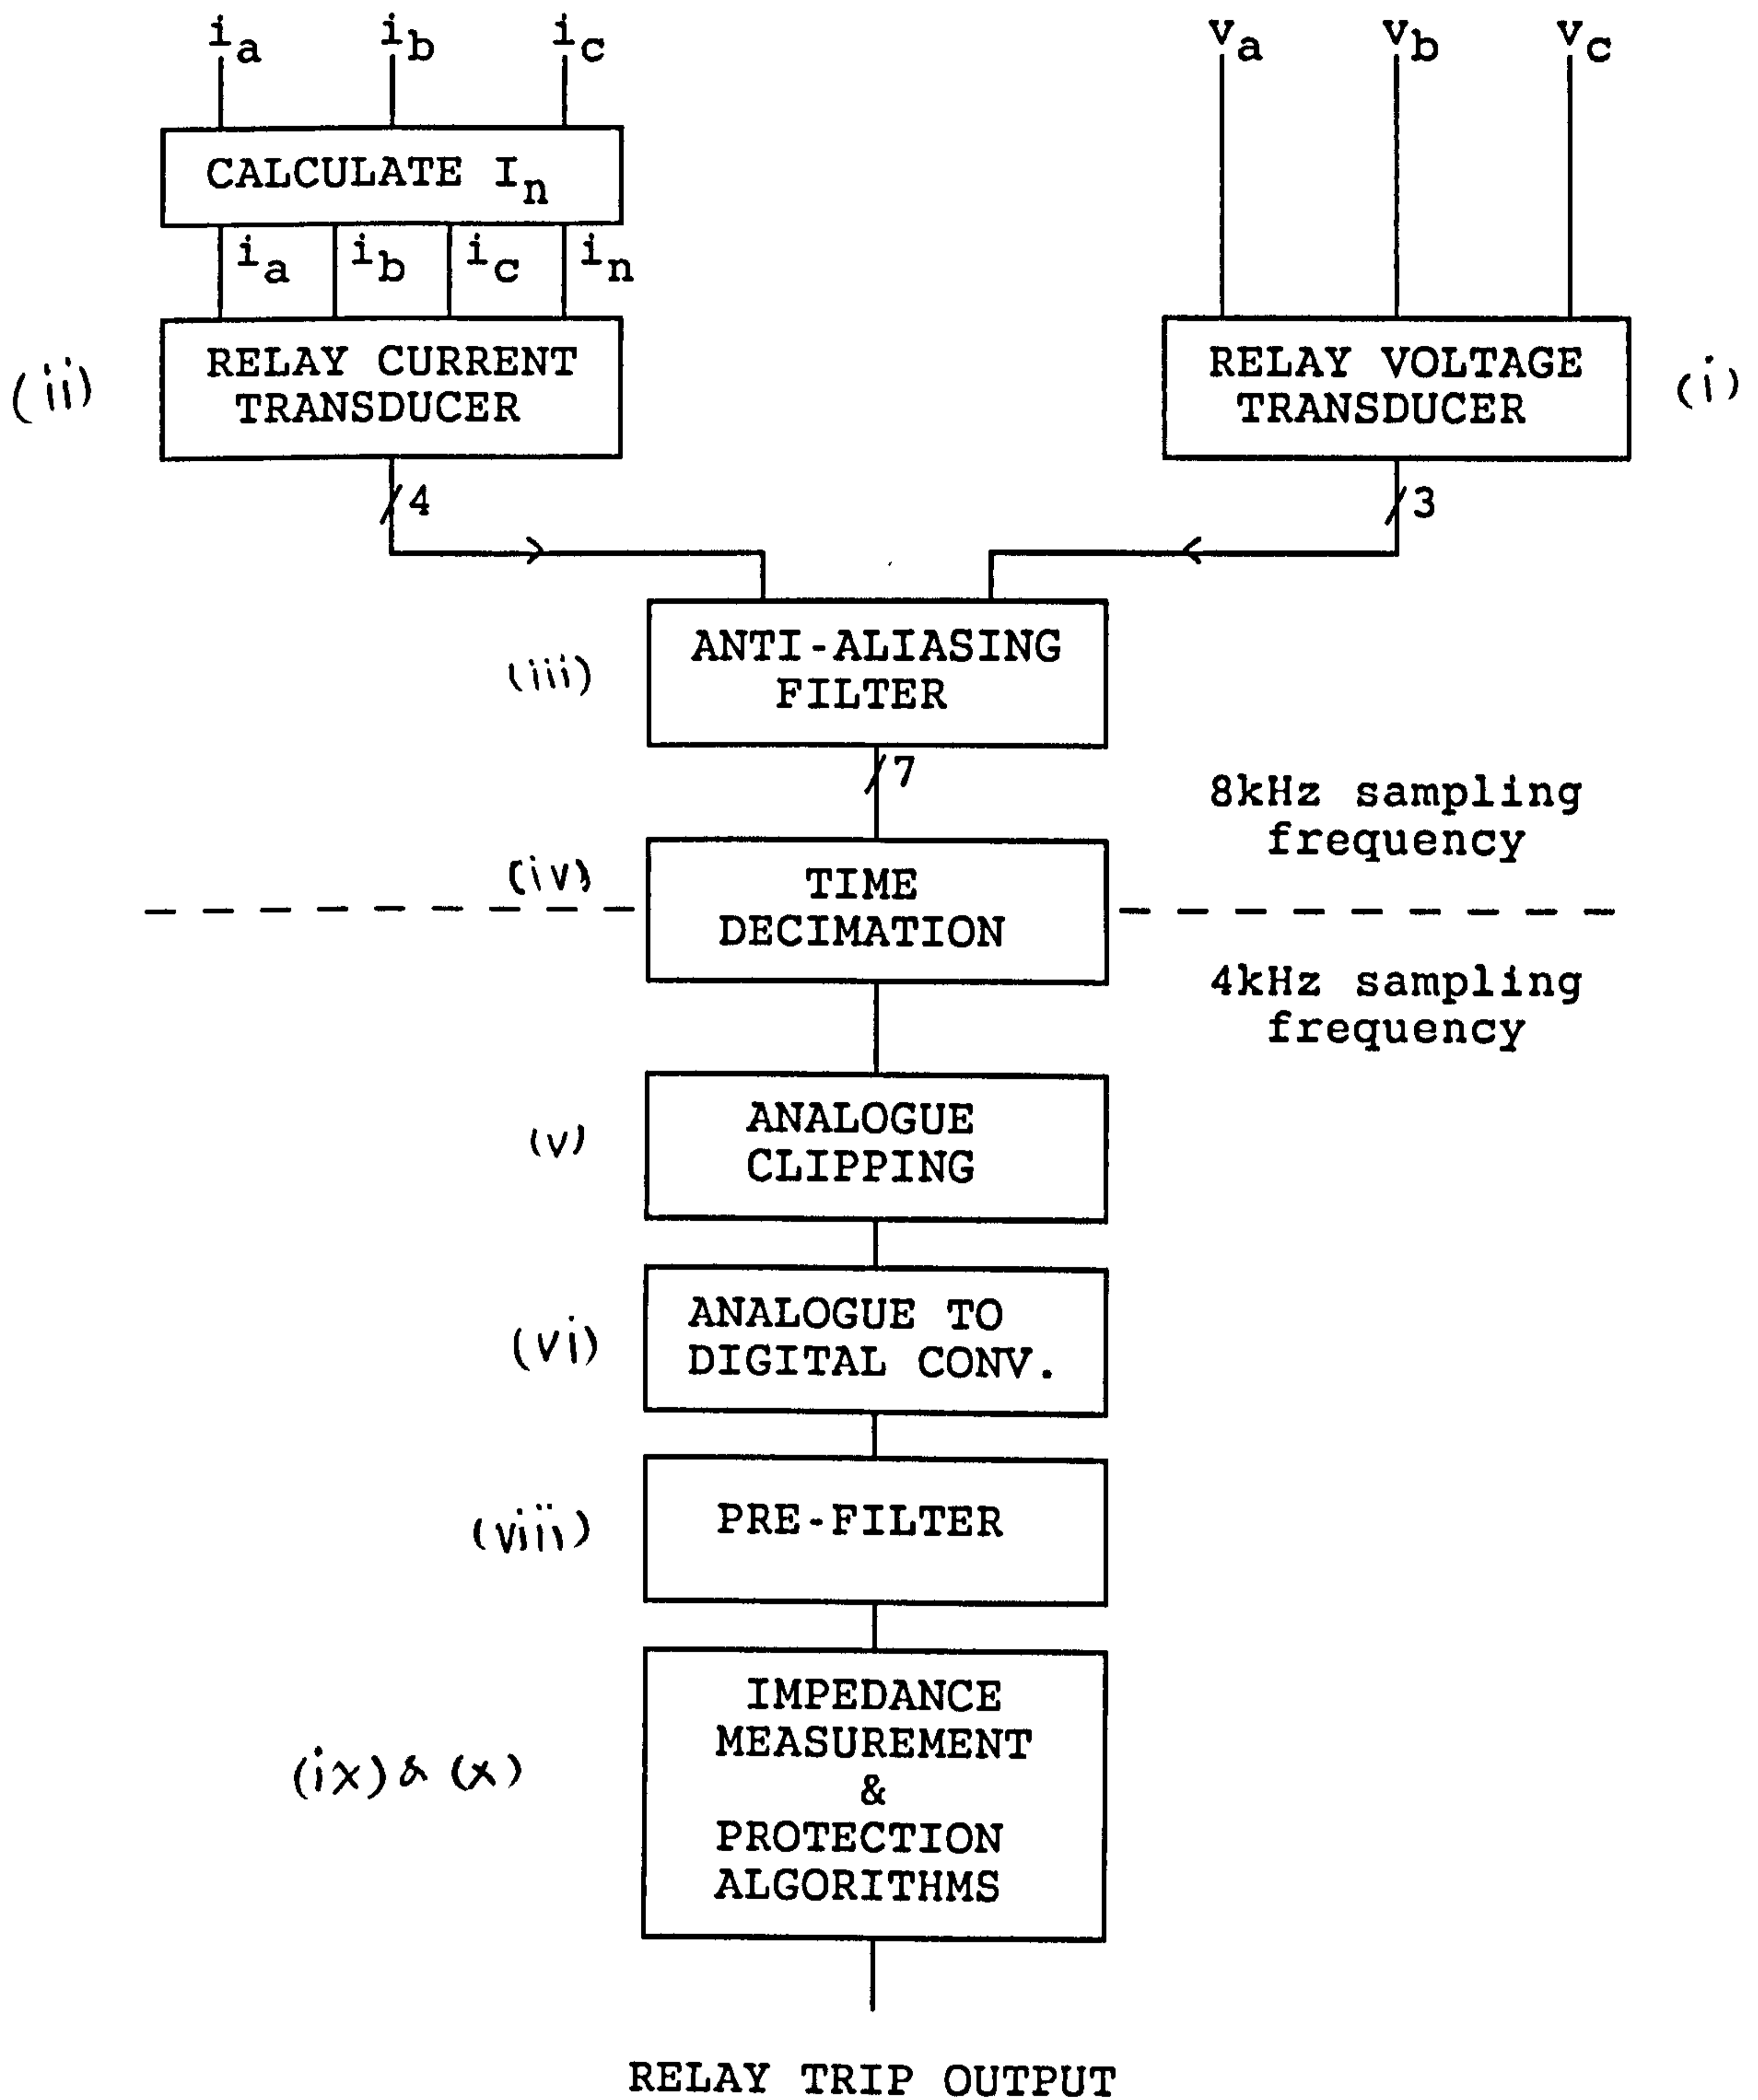 ia ib ic va vb vc
CALCULATE In
ia ib ic in
(ii) RELAY CURRENT TRANSDUCER
RELAY VOLTAGE TRANSDUCER (i)
4 3
(iii) ANTI-ALIASING
FILTER
7
8kHz sampling
frequency
(iv) TIME
DECIMATION
4kHz sampling
frequency
(v) ANALOGUE
CLIPPING
(vi) ANALOGUE TO
DIGITAL CONV.
(viii) PRE-FILTER
IMPEDANCE
MEASUREMENT
(ix) & (x) &
PROTECTION
ALGORITHMS
RELAY TRIP OUTPUT